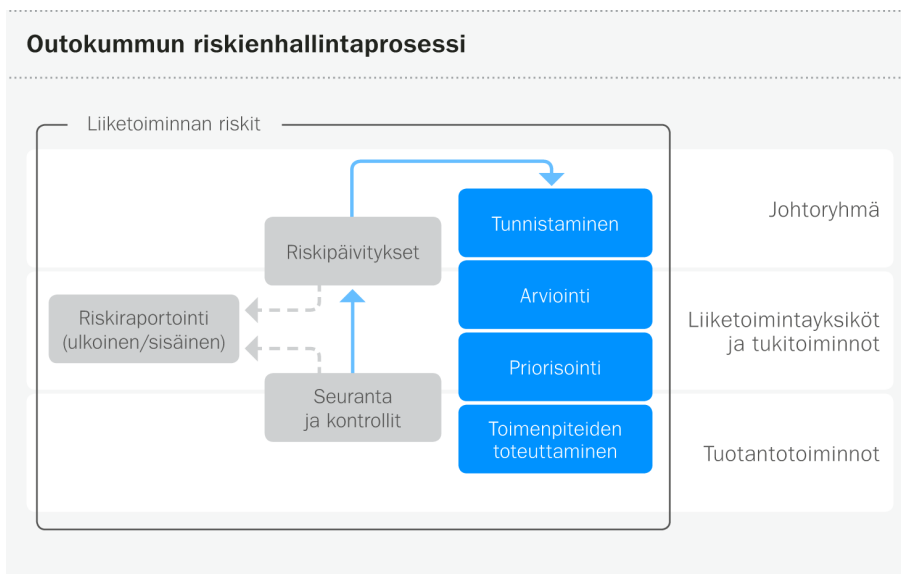 Outokummun riskienhallintaprosessi
Liiketoiminnan riskit
Riskipäivitykset
Riskiraportointi
(ulkoinen/sisäinen)
Seuranta
ja kontrollit
Tunnistaminen
Arviointi
Priorisointi
Toimenpiteiden
toteuttaminen
Johtoryhmä
Liiketoimintayksiköt
ja tukitoiminnot
Tuotantotoiminnot